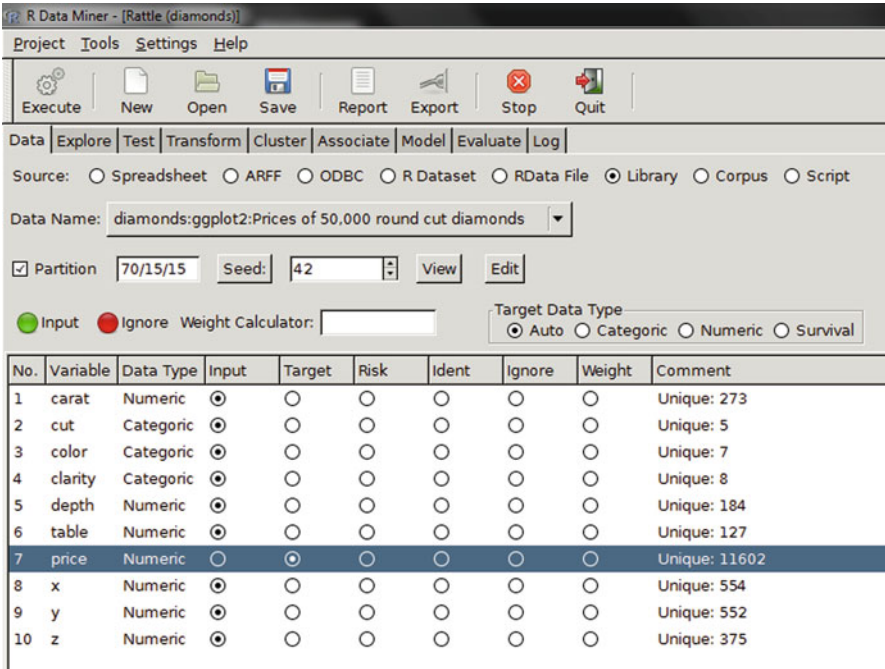 R Data Miner - [Rattle (diamonds)]
Project Tools Settings Help
Execute New Open Save Report Export Stop Quit
Data Explore Test Transform Cluster Associate Model Evaluate Log
Source: Spreadsheet ARFF ODBC R Dataset RData File Library Corpus Script
Data Name: diamonds:ggplot2:Prices of 50,000 round cut diamonds
Partition 70/15/15 Seed: 42 View Edit
Target Data Type
Input Ignore Weight Calculator: Auto Categoric Numeric Survival
No. Variable Data Type Input Target Risk Ident Ignore Weight Comment
1 carat Numeric Unique: 273
2 cut Categoric Unique: 5
3 color Categoric Unique: 7
4 clarity Categoric Unique: 8
5 depth Numeric Unique: 184
6 table Numeric Unique: 127
7 price Numeric Unique: 11602
8 x Numeric Unique: 554
9 y Numeric Unique: 552
10 z Numeric Unique: 375